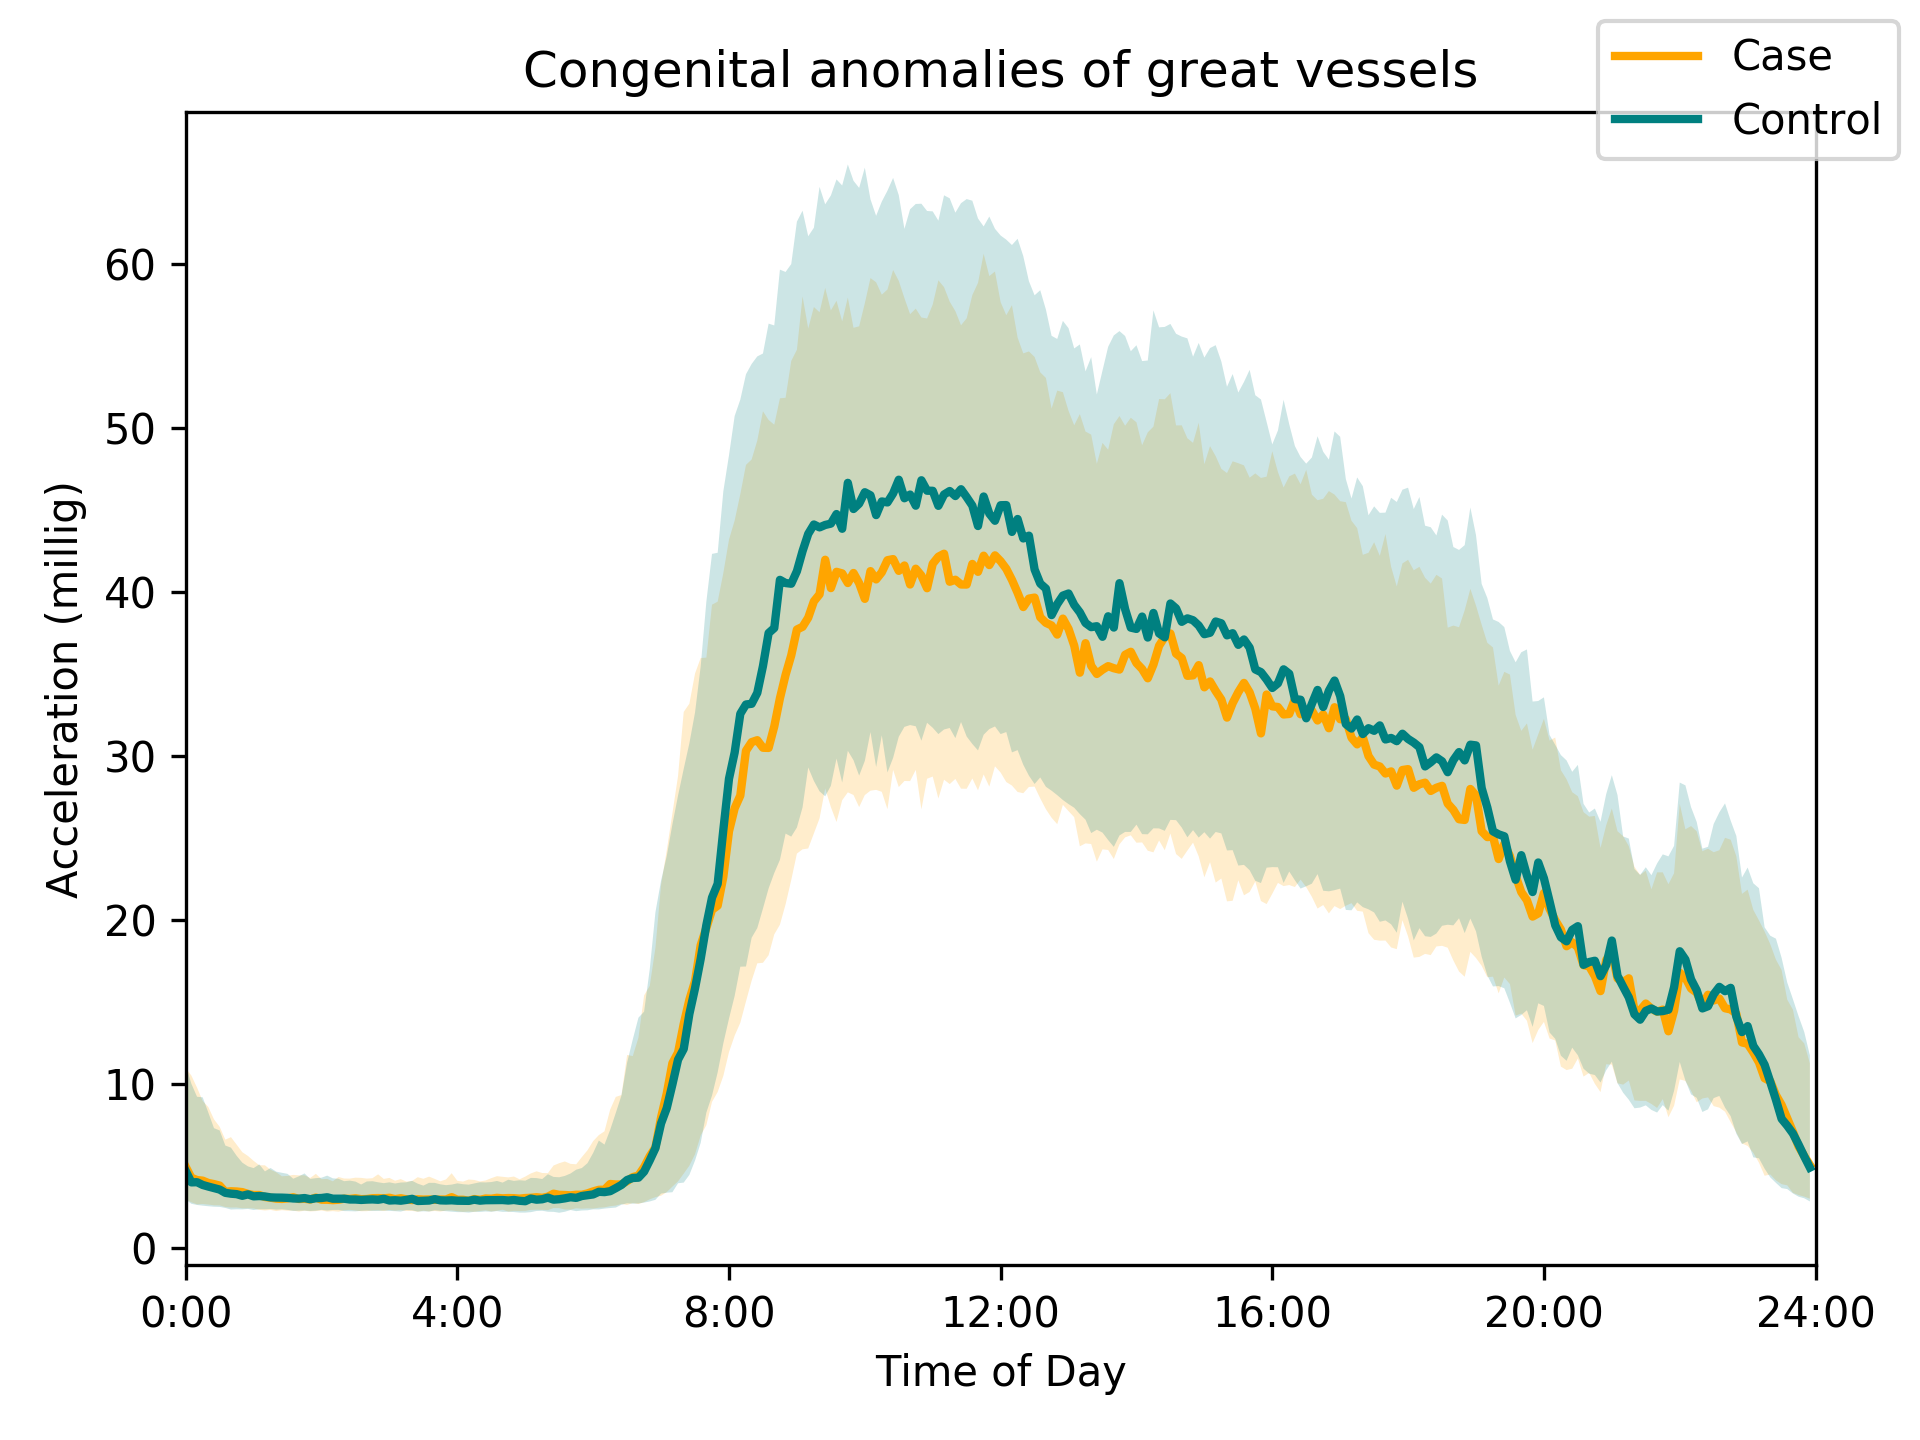 Congenital anomalies of great vessels
Case
Control
Acceleration (millig)
60
50
40
30
20
10
0
0:00 4:00 8:00 12:00 16:00 20:00 24:00
Time of Day